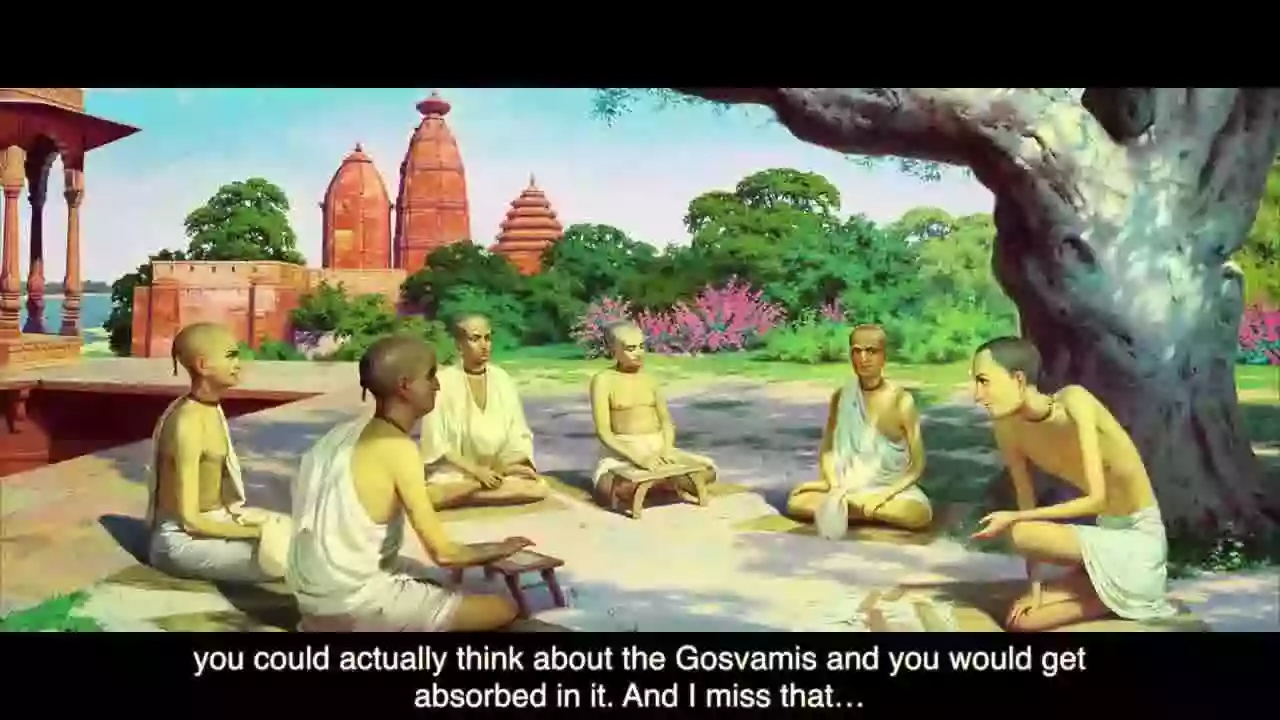 you could actually think about the Gosvamis and you would get
absorbed in it. And I miss that…